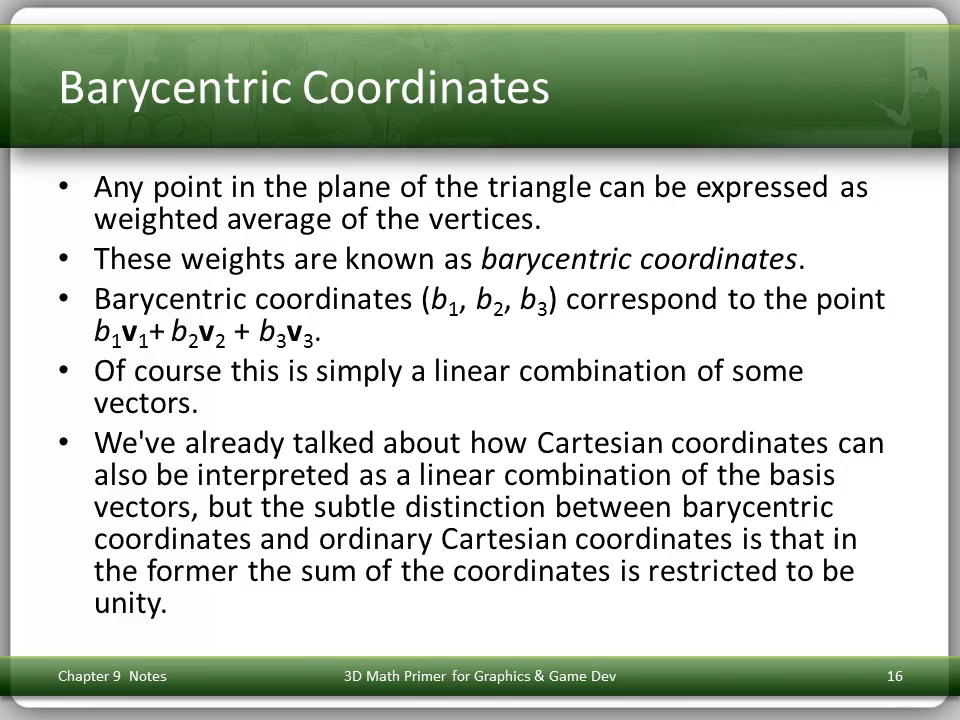 Barycentric Coordinates
• Any point in the plane of the triangle can be expressed as
weighted average of the vertices.
• These weights are known as barycentric coordinates.
• Barycentric coordinates (b₁, b₂, b₃) correspond to the point
b₁v₁+ b₂v₂ + b₃v₃.
• Of course this is simply a linear combination of some
vectors.
• We've already talked about how Cartesian coordinates can
also be interpreted as a linear combination of the basis
vectors, but the subtle distinction between barycentric
coordinates and ordinary Cartesian coordinates is that in
the former the sum of the coordinates is restricted to be
unity.
Chapter 9 Notes
3D Math Primer for Graphics & Game Dev
16